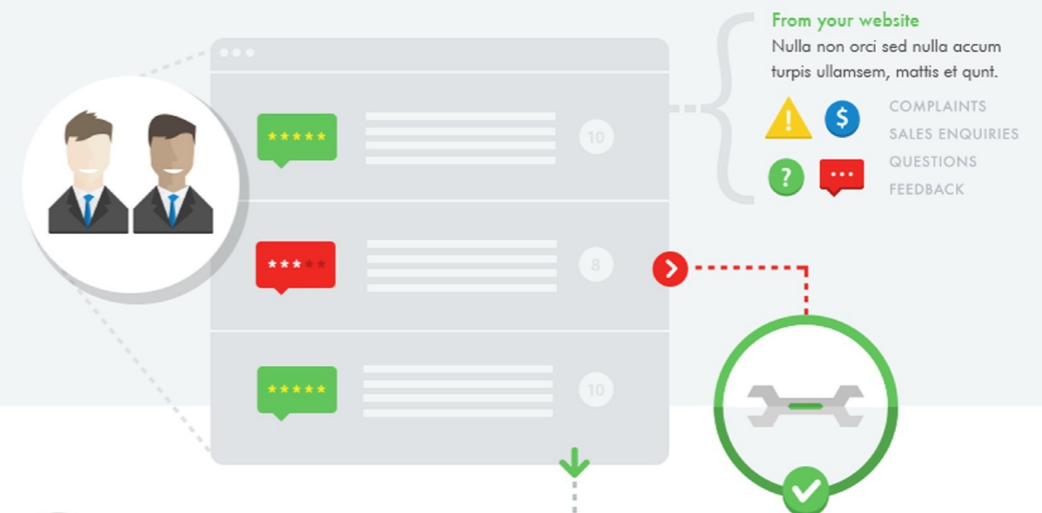 From your website
Nulla non orci sed nulla accum
turpis ullamsem, mattis et qunt.
COMPLAINTS
SALES ENQUIRIES
QUESTIONS
FEEDBACK
10
8
10
!
$
?
...